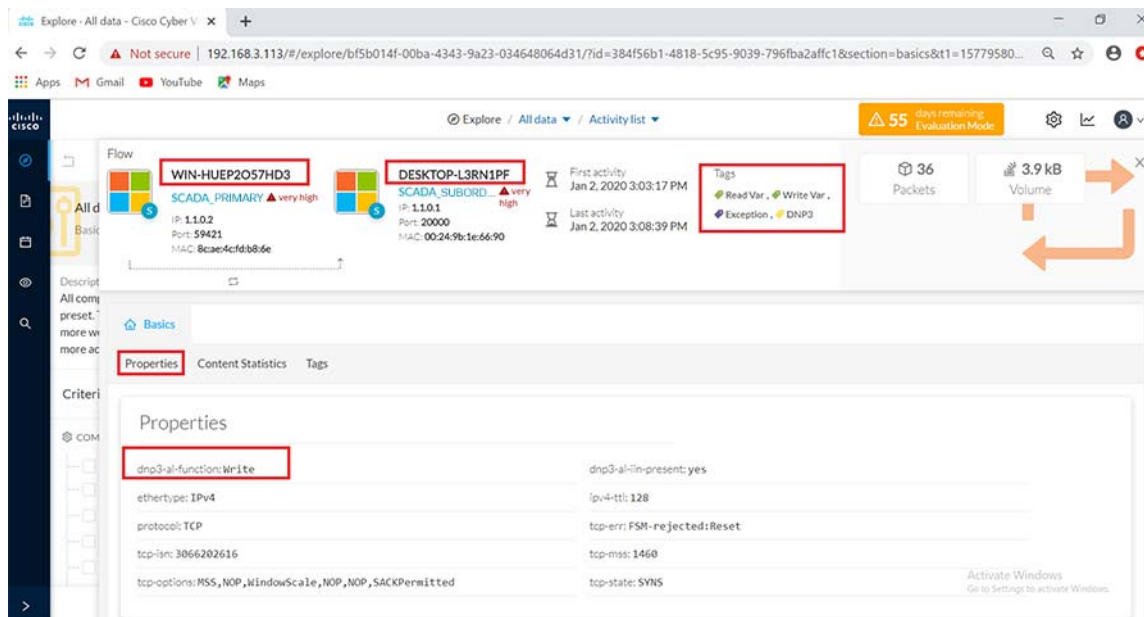 Explore - All data - Cisco Cyber V
Not secure | 192.168.3.113/#/explore/bf5b014f-00ba-4343-9a23-034648064d31/?id=384f56b1-4818-5c95-9039-796fba2affc1&section=basics&t1=15779580...
Apps Gmail YouTube Maps
CISCO
Explore / All data / Activity list
55 days remaining
Evaluation Mode
Flow
WIN-HUEP2O57HD3
SCADA_PRIMARY very high
IP: 1.1.0.2
Port: 59421
MAC: 8c:ae:4c:fd:b8:6e
DESKTOP-L3RN1PF
SCADA_SUBORD... very high
IP: 1.1.0.1
Port: 20000
MAC: 00:24:9b:1e:66:90
First activity
Jan 2, 2020 3:03:17 PM
Last activity
Jan 2, 2020 3:08:39 PM
Tags
Read Var , Write Var ,
Exception , DNP3
36
Packets
3.9 kB
Volume
All d
Basic
Descript
All comp
preset.
more we
more ac
Criteri
COM
Basics
Properties Content Statistics Tags
Properties
dnp3-al-function: Write
dnp3-al-iin-present: yes
ethertype: IPv4
ipv4-ttl: 128
protocol: TCP
tcp-err: FSM-rejected:Reset
tcp-isn: 3066202616
tcp-mss: 1460
tcp-options: MSS,NOP,WindowScale,NOP,NOP,SACKPermitted
tcp-state: SYNS
Activate Windows
Go to Settings to activate Windows.